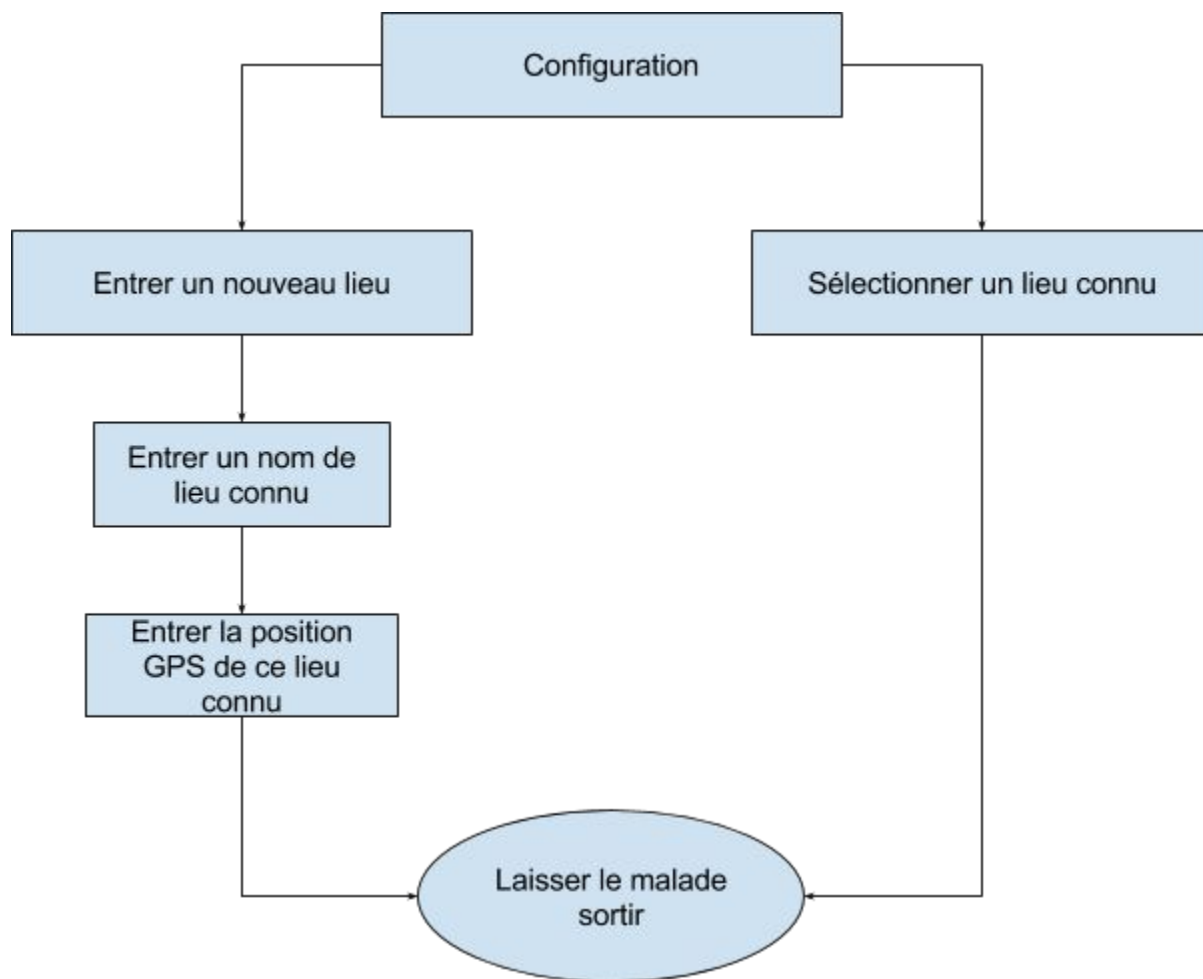 Configuration
Entrer un nouveau lieu
Sélectionner un lieu connu
Entrer un nom de
lieu connu
Entrer la position
GPS de ce lieu
connu
Laisser le malade
sortir